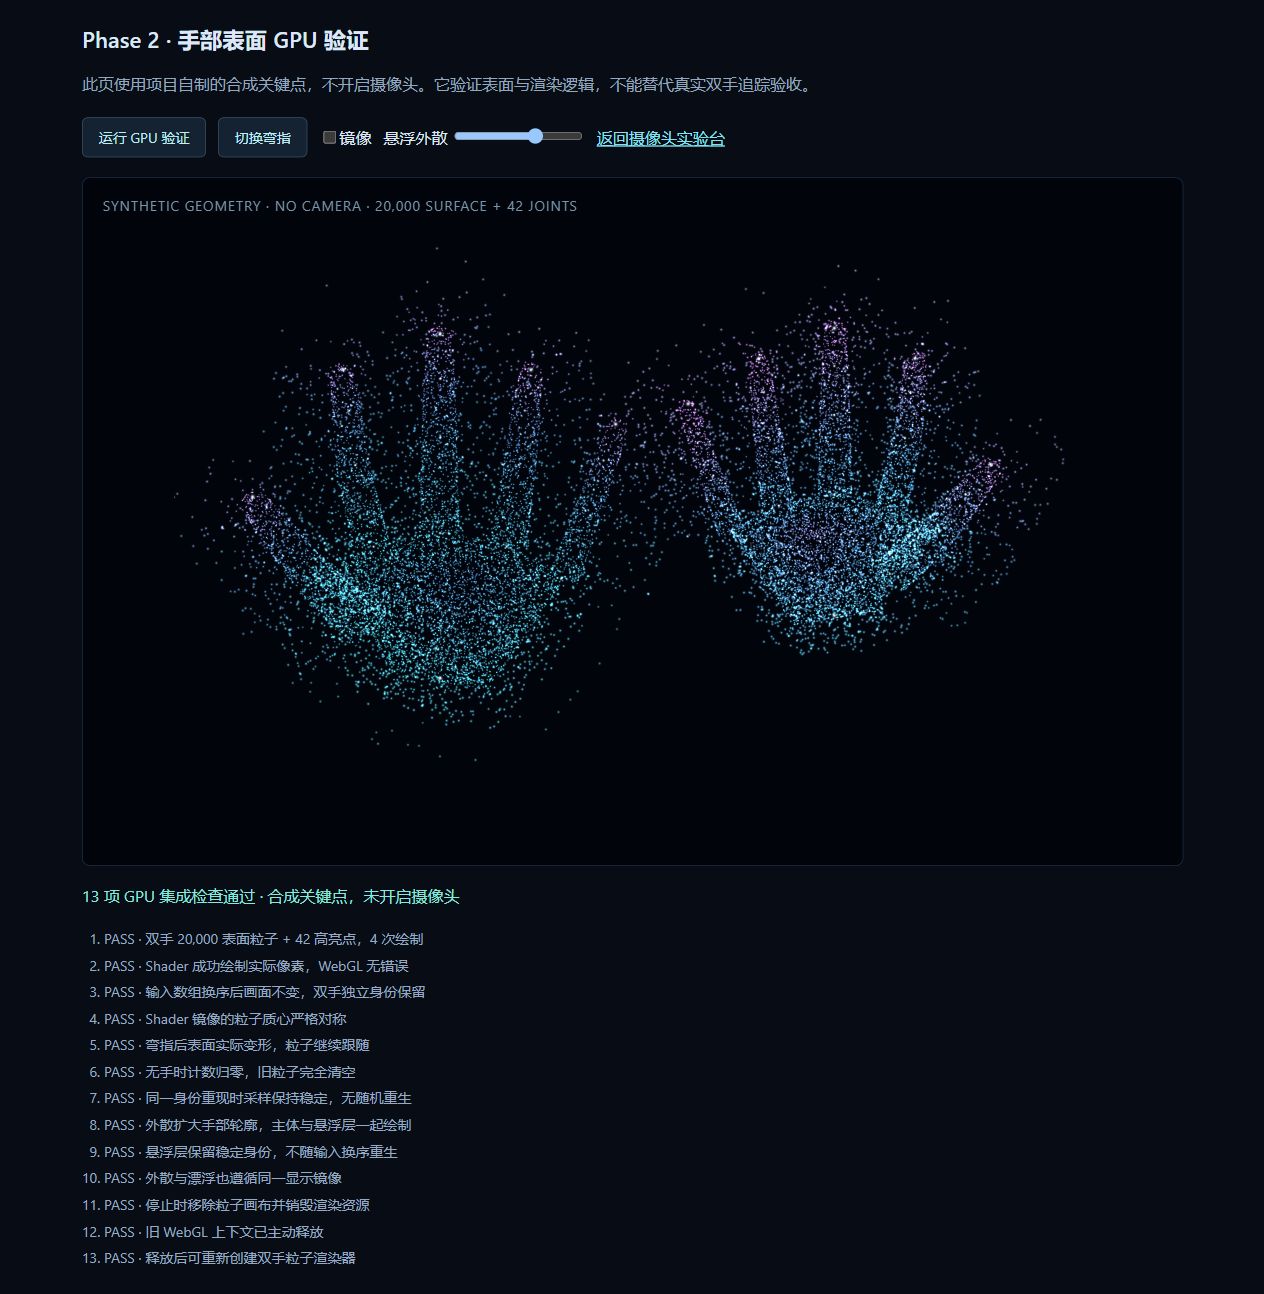 Phase 2 · 手部表面 GPU 验证
此页使用项目自制的合成关键点，不开启摄像头。它验证表面与渲染逻辑，不能替代真实双手追踪验收。
运行 GPU 验证 切换弯指 镜像 悬浮外散 返回摄像头实验台
SYNTHETIC GEOMETRY · NO CAMERA · 20,000 SURFACE + 42 JOINTS
13 项 GPU 集成检查通过 · 合成关键点，未开启摄像头
1. PASS · 双手 20,000 表面粒子 + 42 高亮点，4 次绘制
2. PASS · Shader 成功绘制实际像素，WebGL 无错误
3. PASS · 输入数组换序后画面不变，双手独立身份保留
4. PASS · Shader 镜像的粒子质心严格对称
5. PASS · 弯指后表面实际变形，粒子继续跟随
6. PASS · 无手时计数归零，旧粒子完全清空
7. PASS · 同一身份重现时采样保持稳定，无随机重生
8. PASS · 外散扩大手部轮廓，主体与悬浮层一起绘制
9. PASS · 悬浮层保留稳定身份，不随输入换序重生
10. PASS · 外散与漂浮也遵循同一显示镜像
11. PASS · 停止时移除粒子画布并销毁渲染资源
12. PASS · 旧 WebGL 上下文已主动释放
13. PASS · 释放后可重新创建双手粒子渲染器